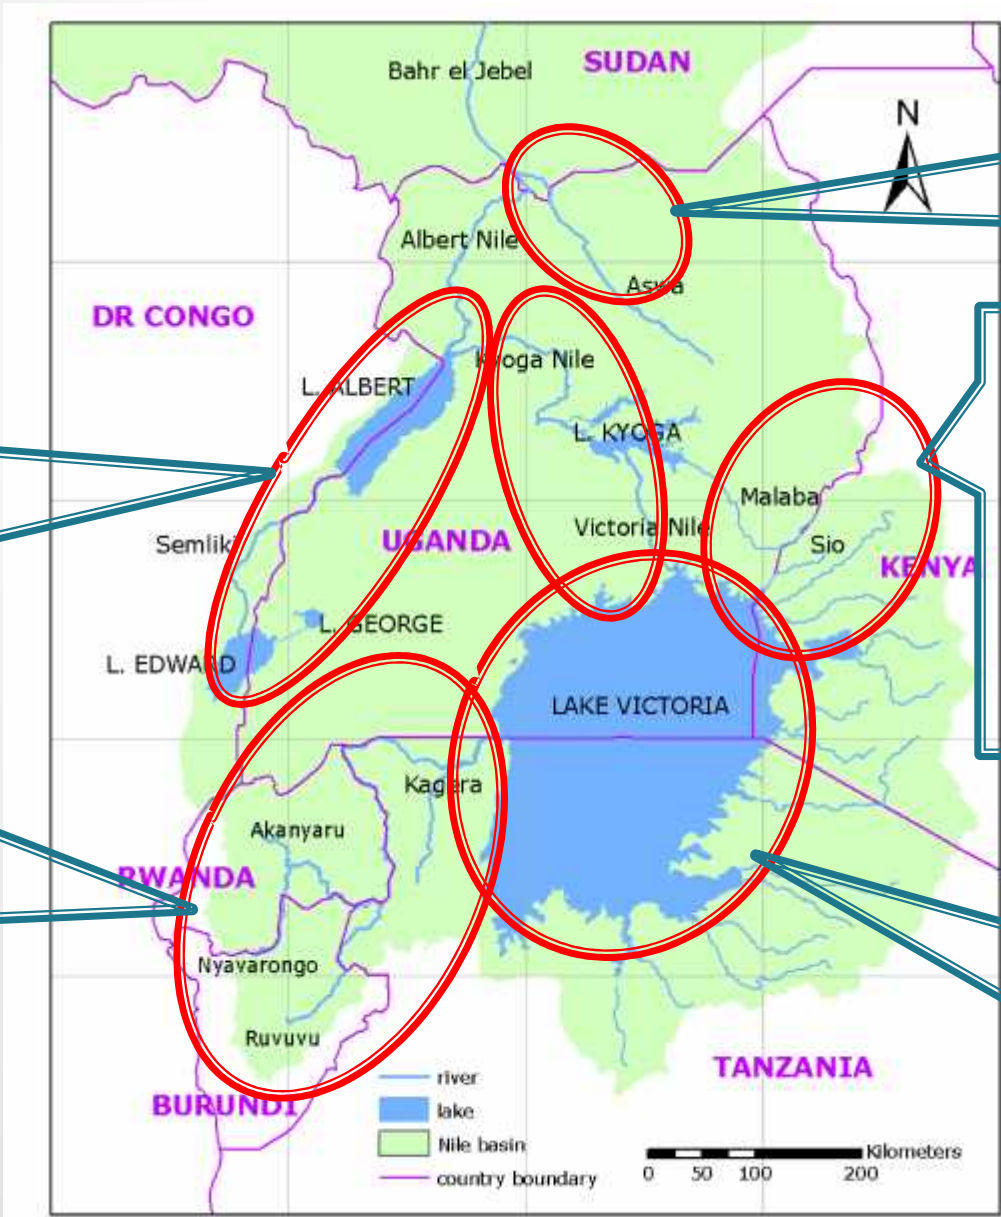 SUDAN
Bahr el Jebel
N
Albert Nile
Aswa
DR CONGO
Kyoga Nile
L. ALBERT
L. KYOGA
Malaba
Victoria Nile
Semliki
UGANDA
Sio
KENYA
L. GEORGE
L. EDWARD
LAKE VICTORIA
Kagera
Akanyaru
RWANDA
Nyavarongo
Ruvuvu
TANZANIA
BURUNDI
river
lake
Nile basin
country boundary
Kilometers
0 50 100 200